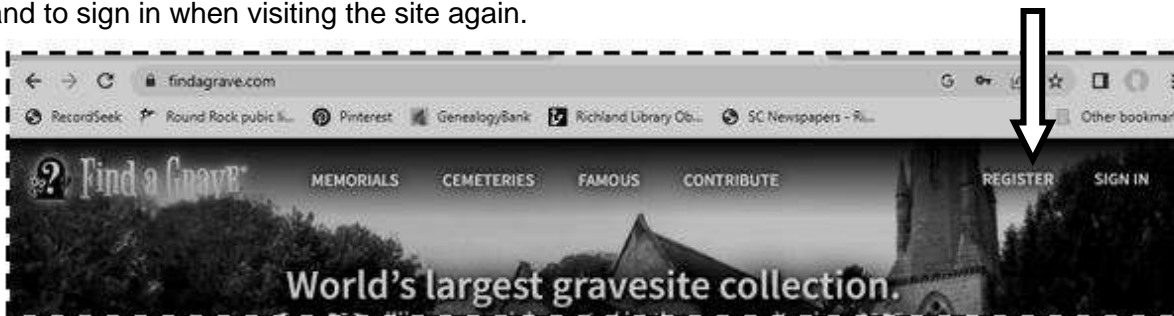 and to sign in when visiting the site again.
findagrave.com
RecordSeek Round Rock pubic li... Pinterest GenealogyBank Richland Library Ob... SC Newspapers - Ri... Other bookmar
Find a Grave MEMORIALS CEMETERIES FAMOUS CONTRIBUTE REGISTER SIGN IN
World's largest gravesite collection.